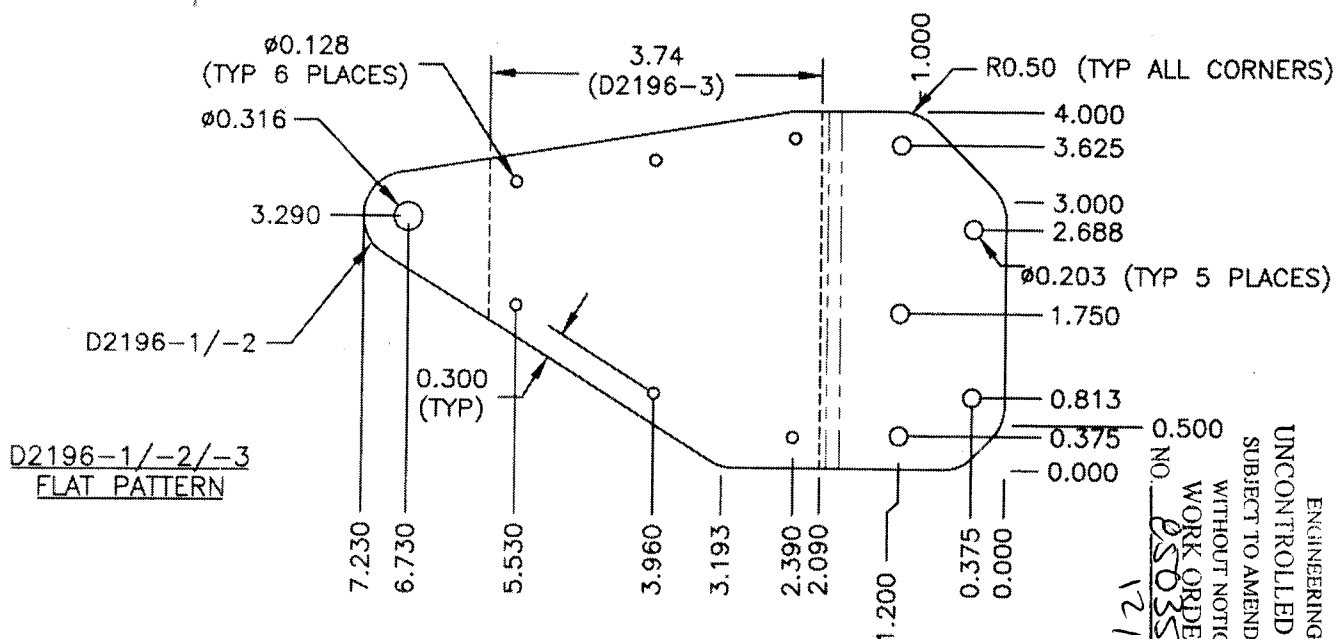 ø0.128
(TYP 6 PLACES)
3.74
(D2196-3)
1.000
R0.50 (TYP ALL CORNERS)
ø0.316
4.000
3.625
3.290
3.000
2.688
ø0.203 (TYP 5 PLACES)
1.750
D2196-1/-2
0.300
(TYP)
0.813
0.375
0.500
0.000
D2196-1/-2/-3
FLAT PATTERN
7.230
6.730
5.530
3.960
3.193
2.390
2.090
1.200
0.375
0.000
ENGINEERING
UNCONTROLLED
SUBJECT TO AMEND
WITHOUT NOTIC
WORK ORDE
NO.